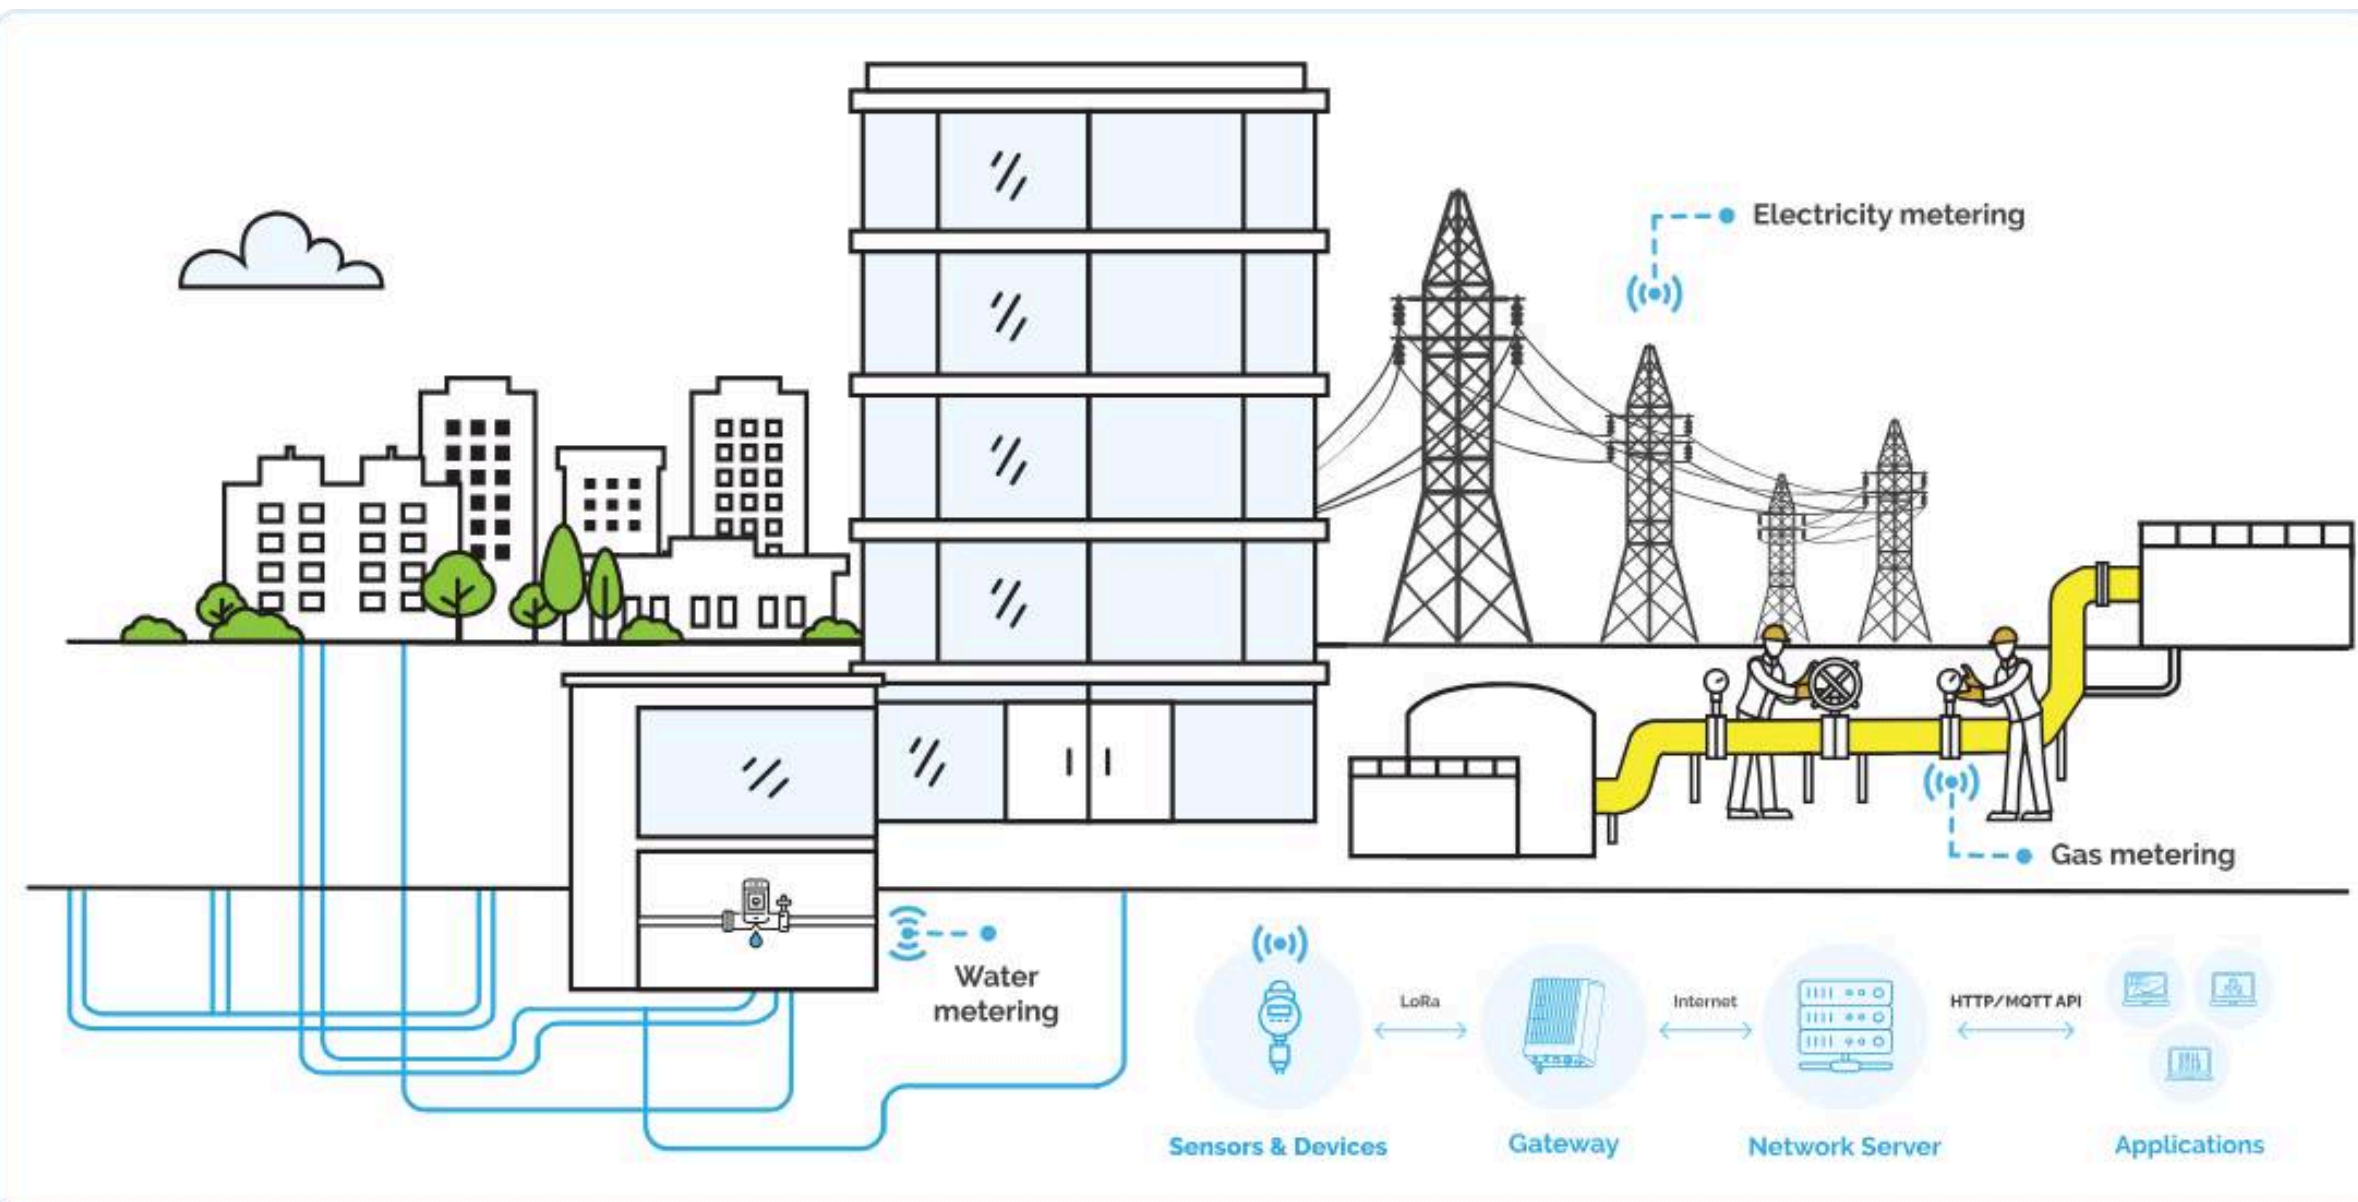 Electricity metering
Gas metering
Water
metering
LoRa
Internet
HTTP/MQTT API
Sensors & Devices
Gateway
Network Server
Applications